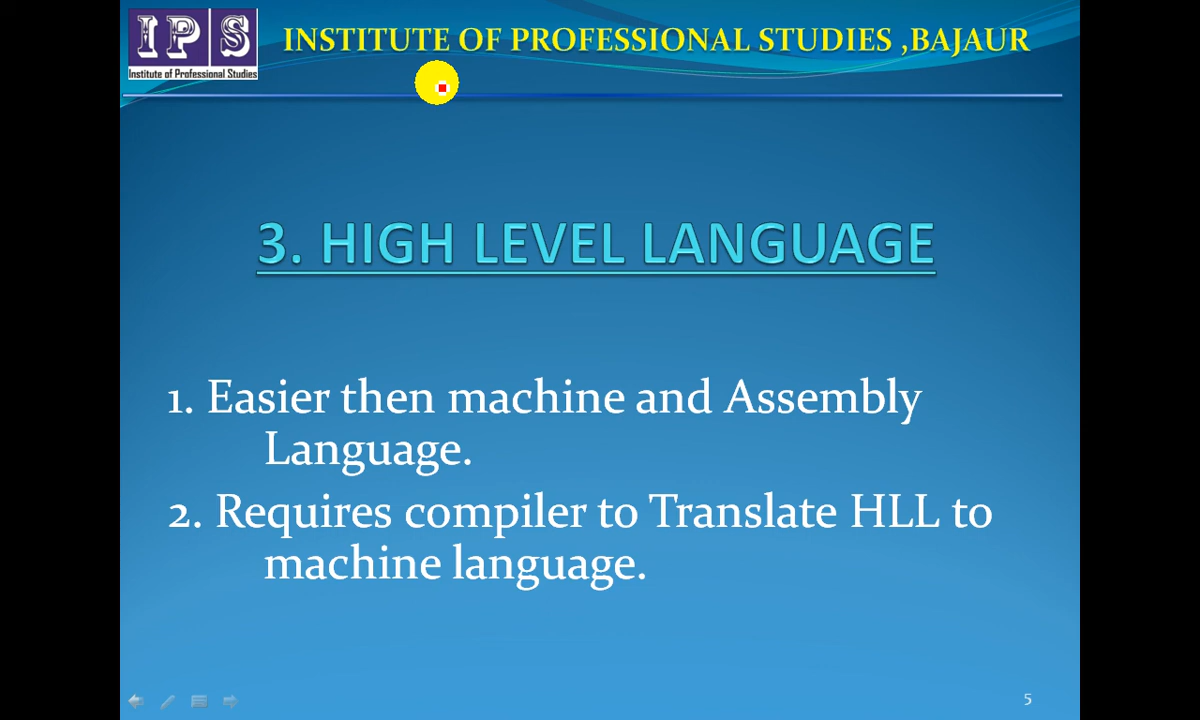 IPS
Institute of Professional Studies
INSTITUTE OF PROFESSIONAL STUDIES ,BAJAUR
3. HIGH LEVEL LANGUAGE
1. Easier then machine and Assembly
Language.
2. Requires compiler to Translate HLL to
machine language.
5